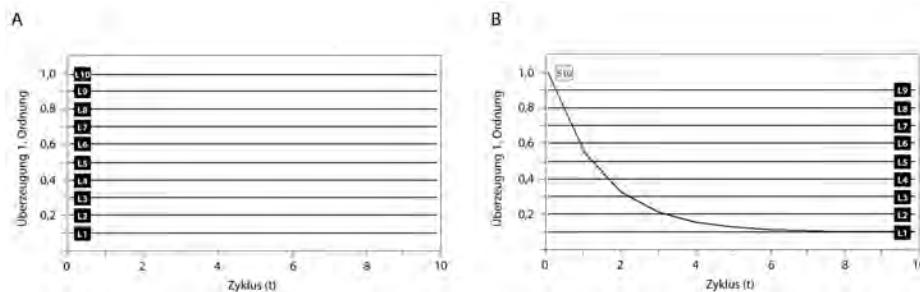 A
Überzeugung 1. Ordnung
1,0
0,8
0,6
0,4
0,2
L10
L9
L8
L7
L6
L5
L4
L3
L2
L1
0
2
4
6
8
10
Zyklus (t)
B
Überzeugung 1. Ordnung
1,0
0,8
0,6
0,4
0,2
L9
L8
L7
L6
L5
L4
L3
L2
L1
0
2
4
6
8
10
Zyklus (t)